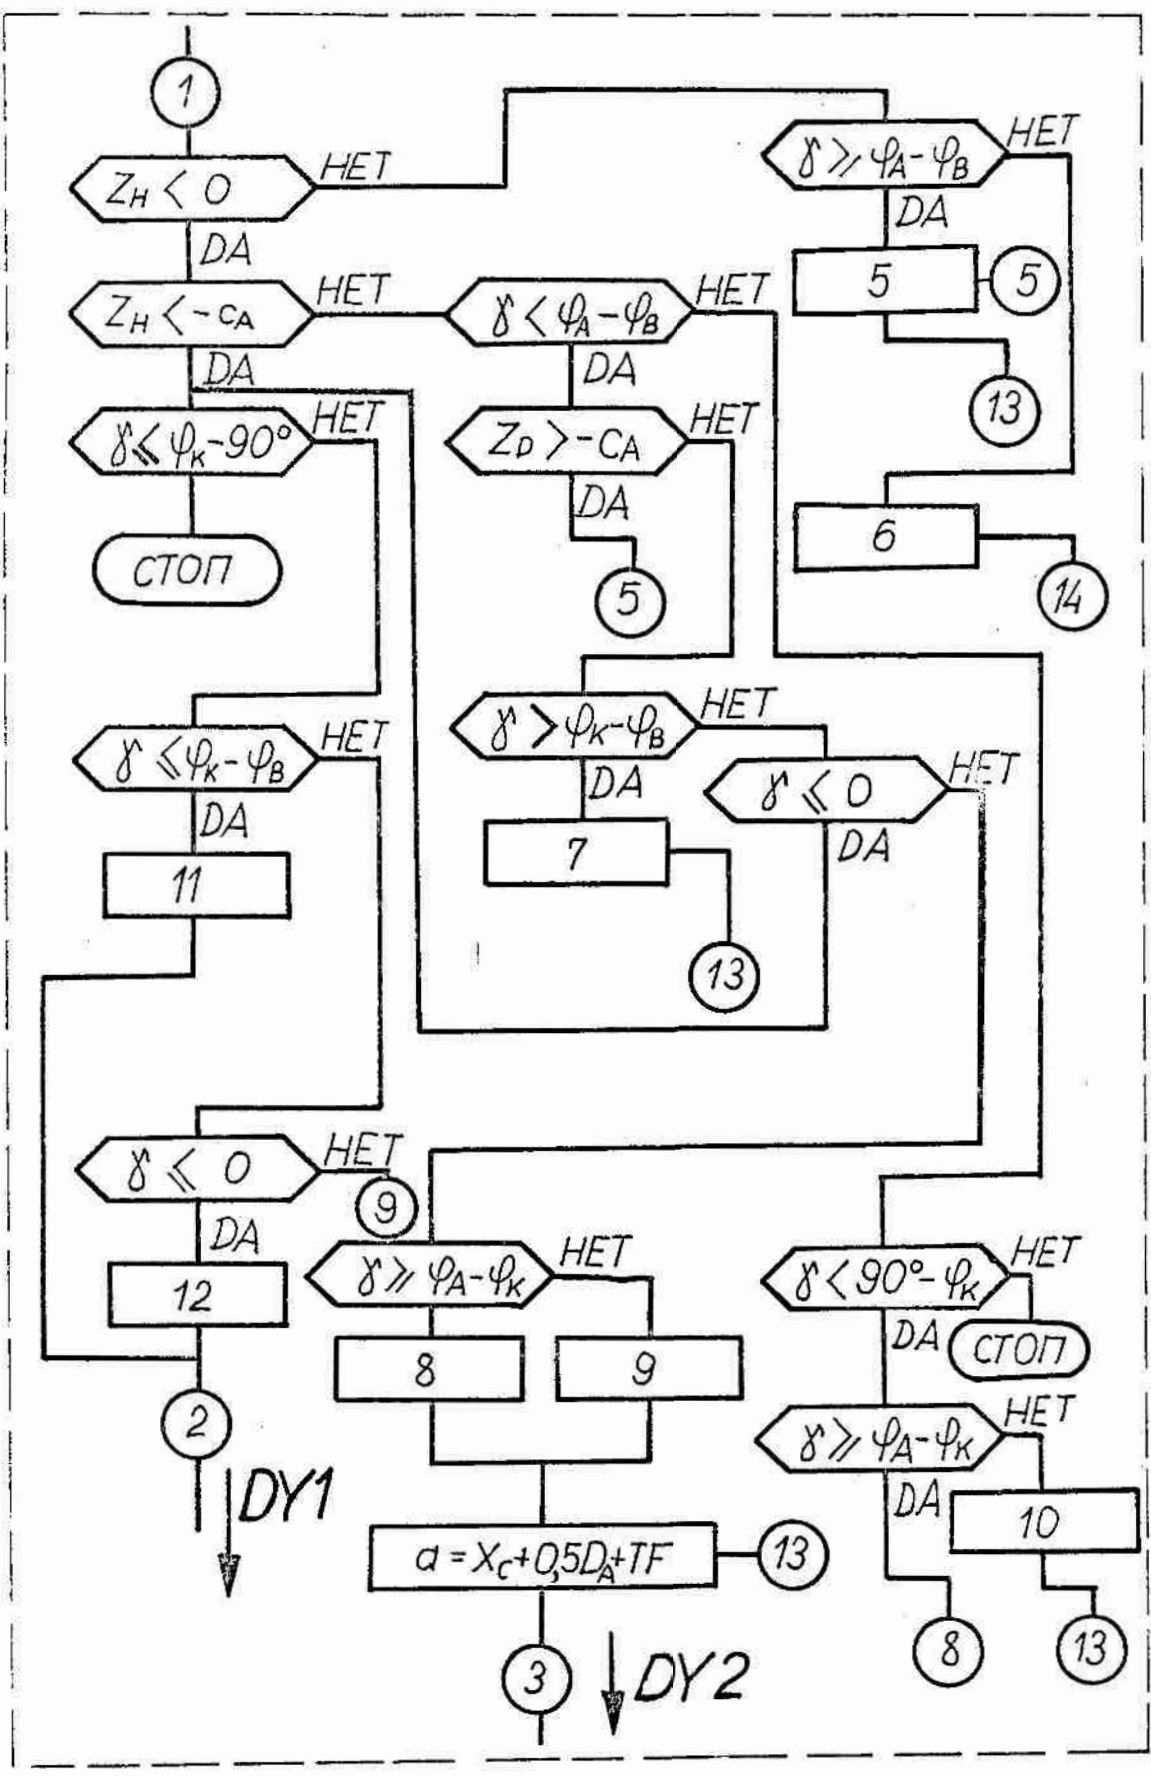 1
Z_H < 0
НЕТ
DA
γ ⩾ φ_A - φ_B
НЕТ
DA
5
5
13
6
14
Z_H < -c_A
НЕТ
DA
γ < φ_A - φ_B
НЕТ
DA
Z_D > -c_A
НЕТ
DA
5
γ ⩽ φ_K - 90°
НЕТ
СТОП
γ > φ_K - φ_B
НЕТ
DA
7
13
γ ⩽ 0
НЕТ
DA
γ ⩽ φ_K - φ_B
НЕТ
DA
11
γ ⩽ 0
НЕТ
9
DA
12
2
DY1
γ ⩾ φ_A - φ_K
НЕТ
8
9
d = X_C + 0,5D_A + TF
13
3
DY2
γ < 90° - φ_K
НЕТ
DA
СТОП
γ ⩾ φ_A - φ_K
НЕТ
DA
10
8
13